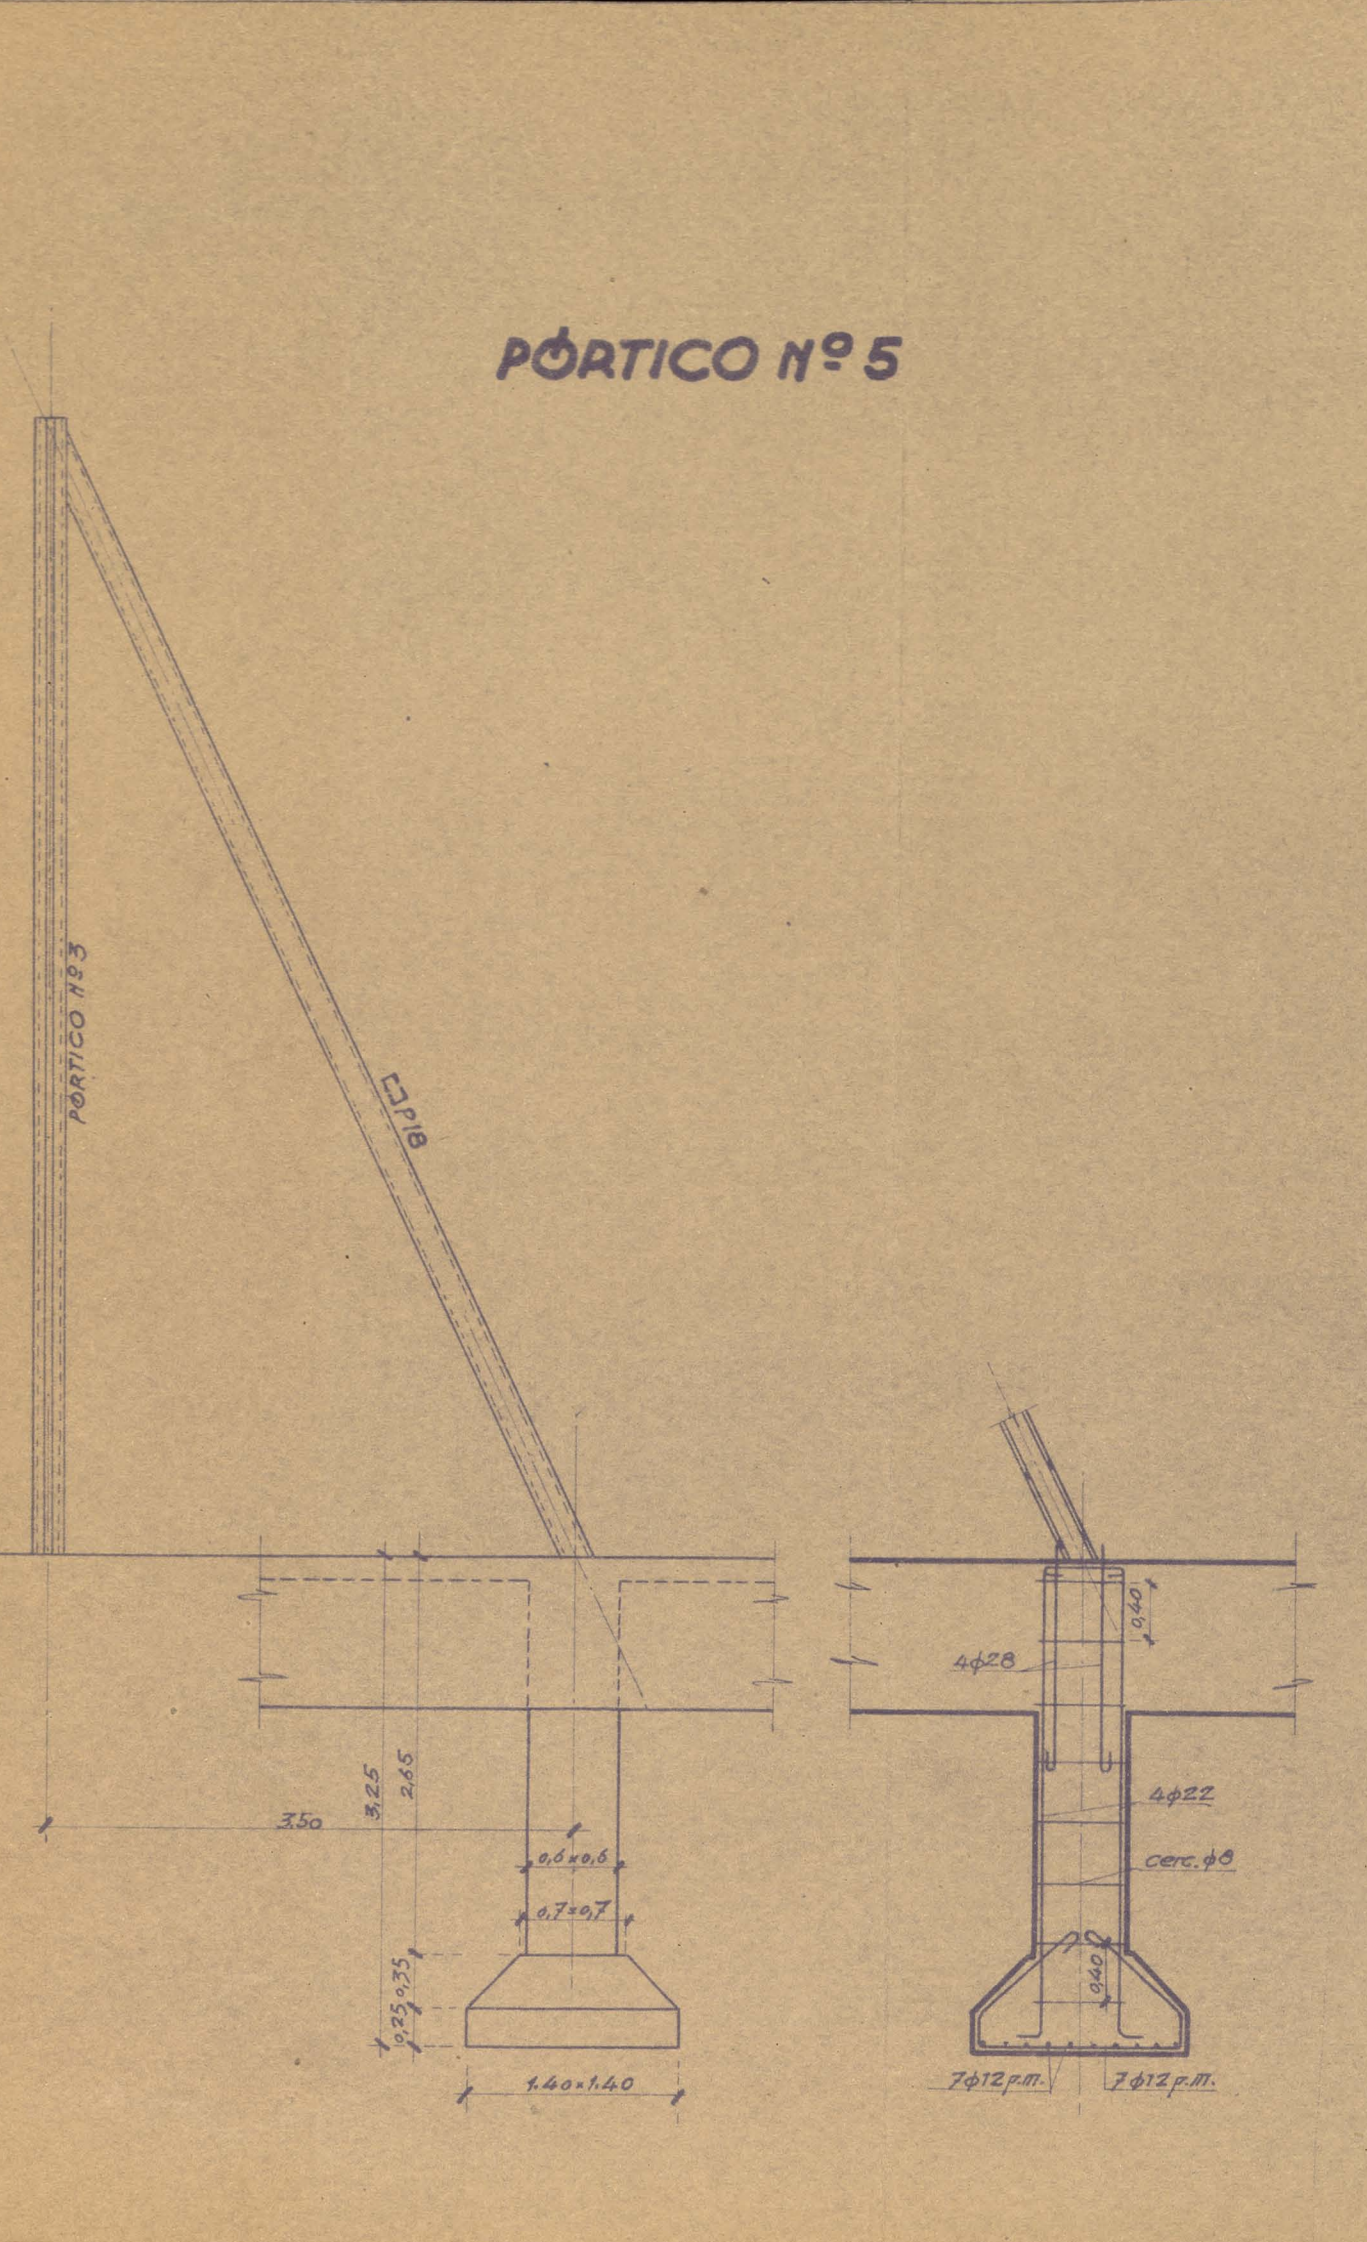 PÓRTICO Nº 5
PÓRTICO Nº 3
P18
0,40
4ϕ28
3,25
2,65
4ϕ22
3.50
0,6×0,6
cerc. ϕ8
0,7×0,7
0,35
0,40
0,25
7ϕ12 p.m.
7ϕ12 p.m.
1.40×1.40